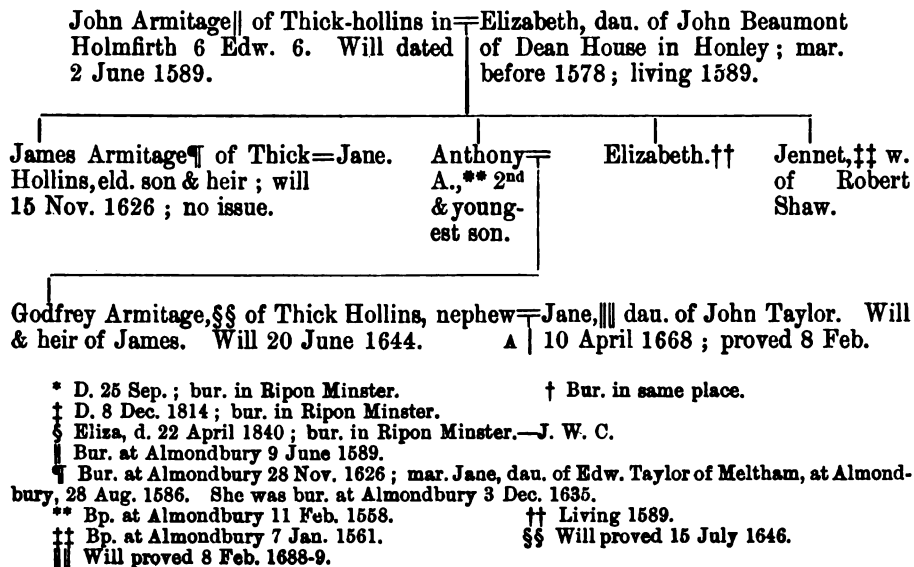 John Armitage‖ of Thick-hollins in Holmfirth 6 Edw. 6. Will dated 2 June 1589.
Elizabeth, dau. of John Beaumont of Dean House in Honley ; mar. before 1578 ; living 1589.
James Armitage¶ of Thick=Jane.
Hollins, eld. son & heir ; will
15 Nov. 1626 ; no issue.
Anthony
A.,** 2nd
& young-
est son.
Elizabeth.††
Jennet,‡‡ w.
of Robert
Shaw.
Godfrey Armitage,§§ of Thick Hollins, nephew
& heir of James. Will 20 June 1644.
Jane,‖‖ dau. of John Taylor. Will
A
10 April 1668 ; proved 8 Feb.
* D. 25 Sep. ; bur. in Ripon Minster. † Bur. in same place.
‡ D. 8 Dec. 1814 ; bur. in Ripon Minster.
§ Eliza, d. 22 April 1840 ; bur. in Ripon Minster.—J. W. C.
‖ Bur. at Almondbury 9 June 1589.
¶ Bur. at Almondbury 28 Nov. 1626 ; mar. Jane, dau. of Edw. Taylor of Meltham, at Almond-
bury, 28 Aug. 1586. She was bur. at Almondbury 3 Dec. 1635.
** Bp. at Almondbury 11 Feb. 1558. †† Living 1589.
‡‡ Bp. at Almondbury 7 Jan. 1561. §§ Will proved 15 July 1646.
‖‖ Will proved 8 Feb. 1688-9.